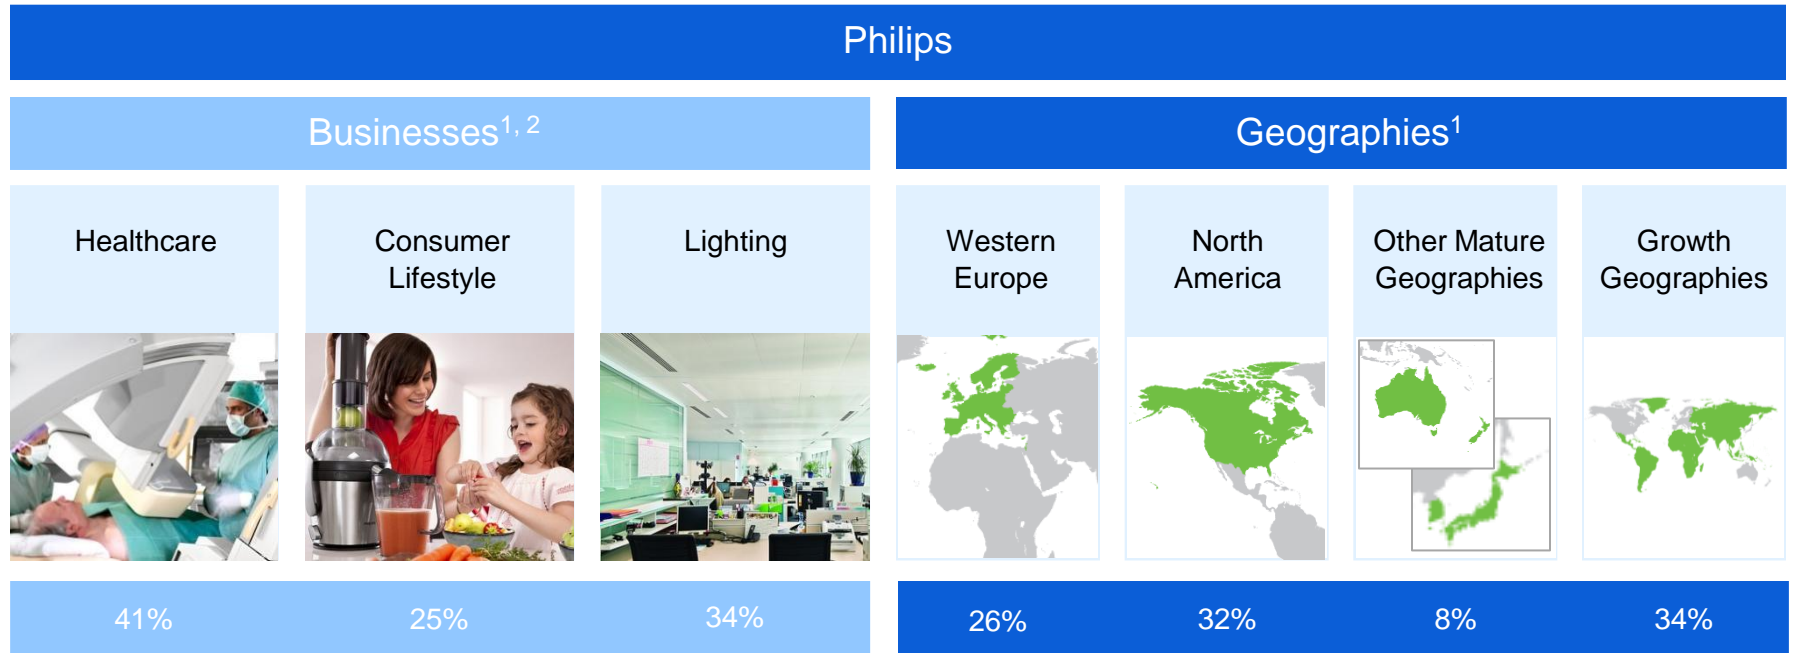 Philips
Businesses1, 2
Geographies1
Healthcare
Consumer
Lifestyle
Lighting
Western
Europe
North
America
Other Mature
Geographies
Growth
Geographies
41%
25%
34%
26%
32%
8%
34%